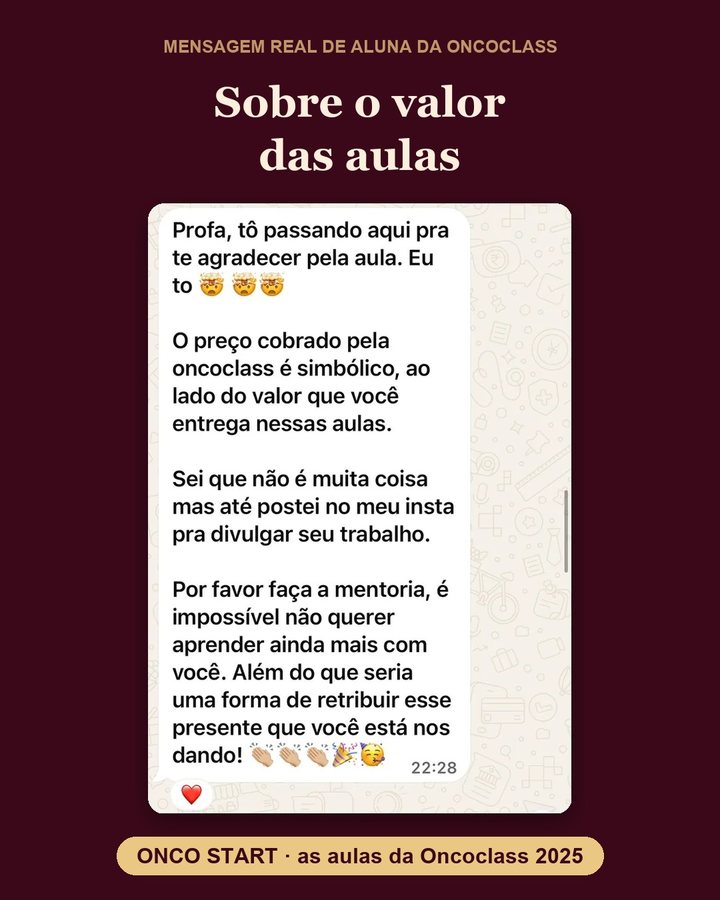 MENSAGEM REAL DE ALUNA DA ONCOCLASS
Sobre o valor
das aulas
Profa, tô passando aqui pra
te agradecer pela aula. Eu
to 🤯 🤯🤯
O preço cobrado pela
oncoclass é simbólico, ao
lado do valor que você
entrega nessas aulas.
Sei que não é muita coisa
mas até postei no meu insta
pra divulgar seu trabalho.
Por favor faça a mentoria, é
impossível não querer
aprender ainda mais com
você. Além do que seria
uma forma de retribuir esse
presente que você está nos
dando! 👏🏼👏🏼👏🏼🎉🥳
22:28
❤️
ONCO START · as aulas da Oncoclass 2025